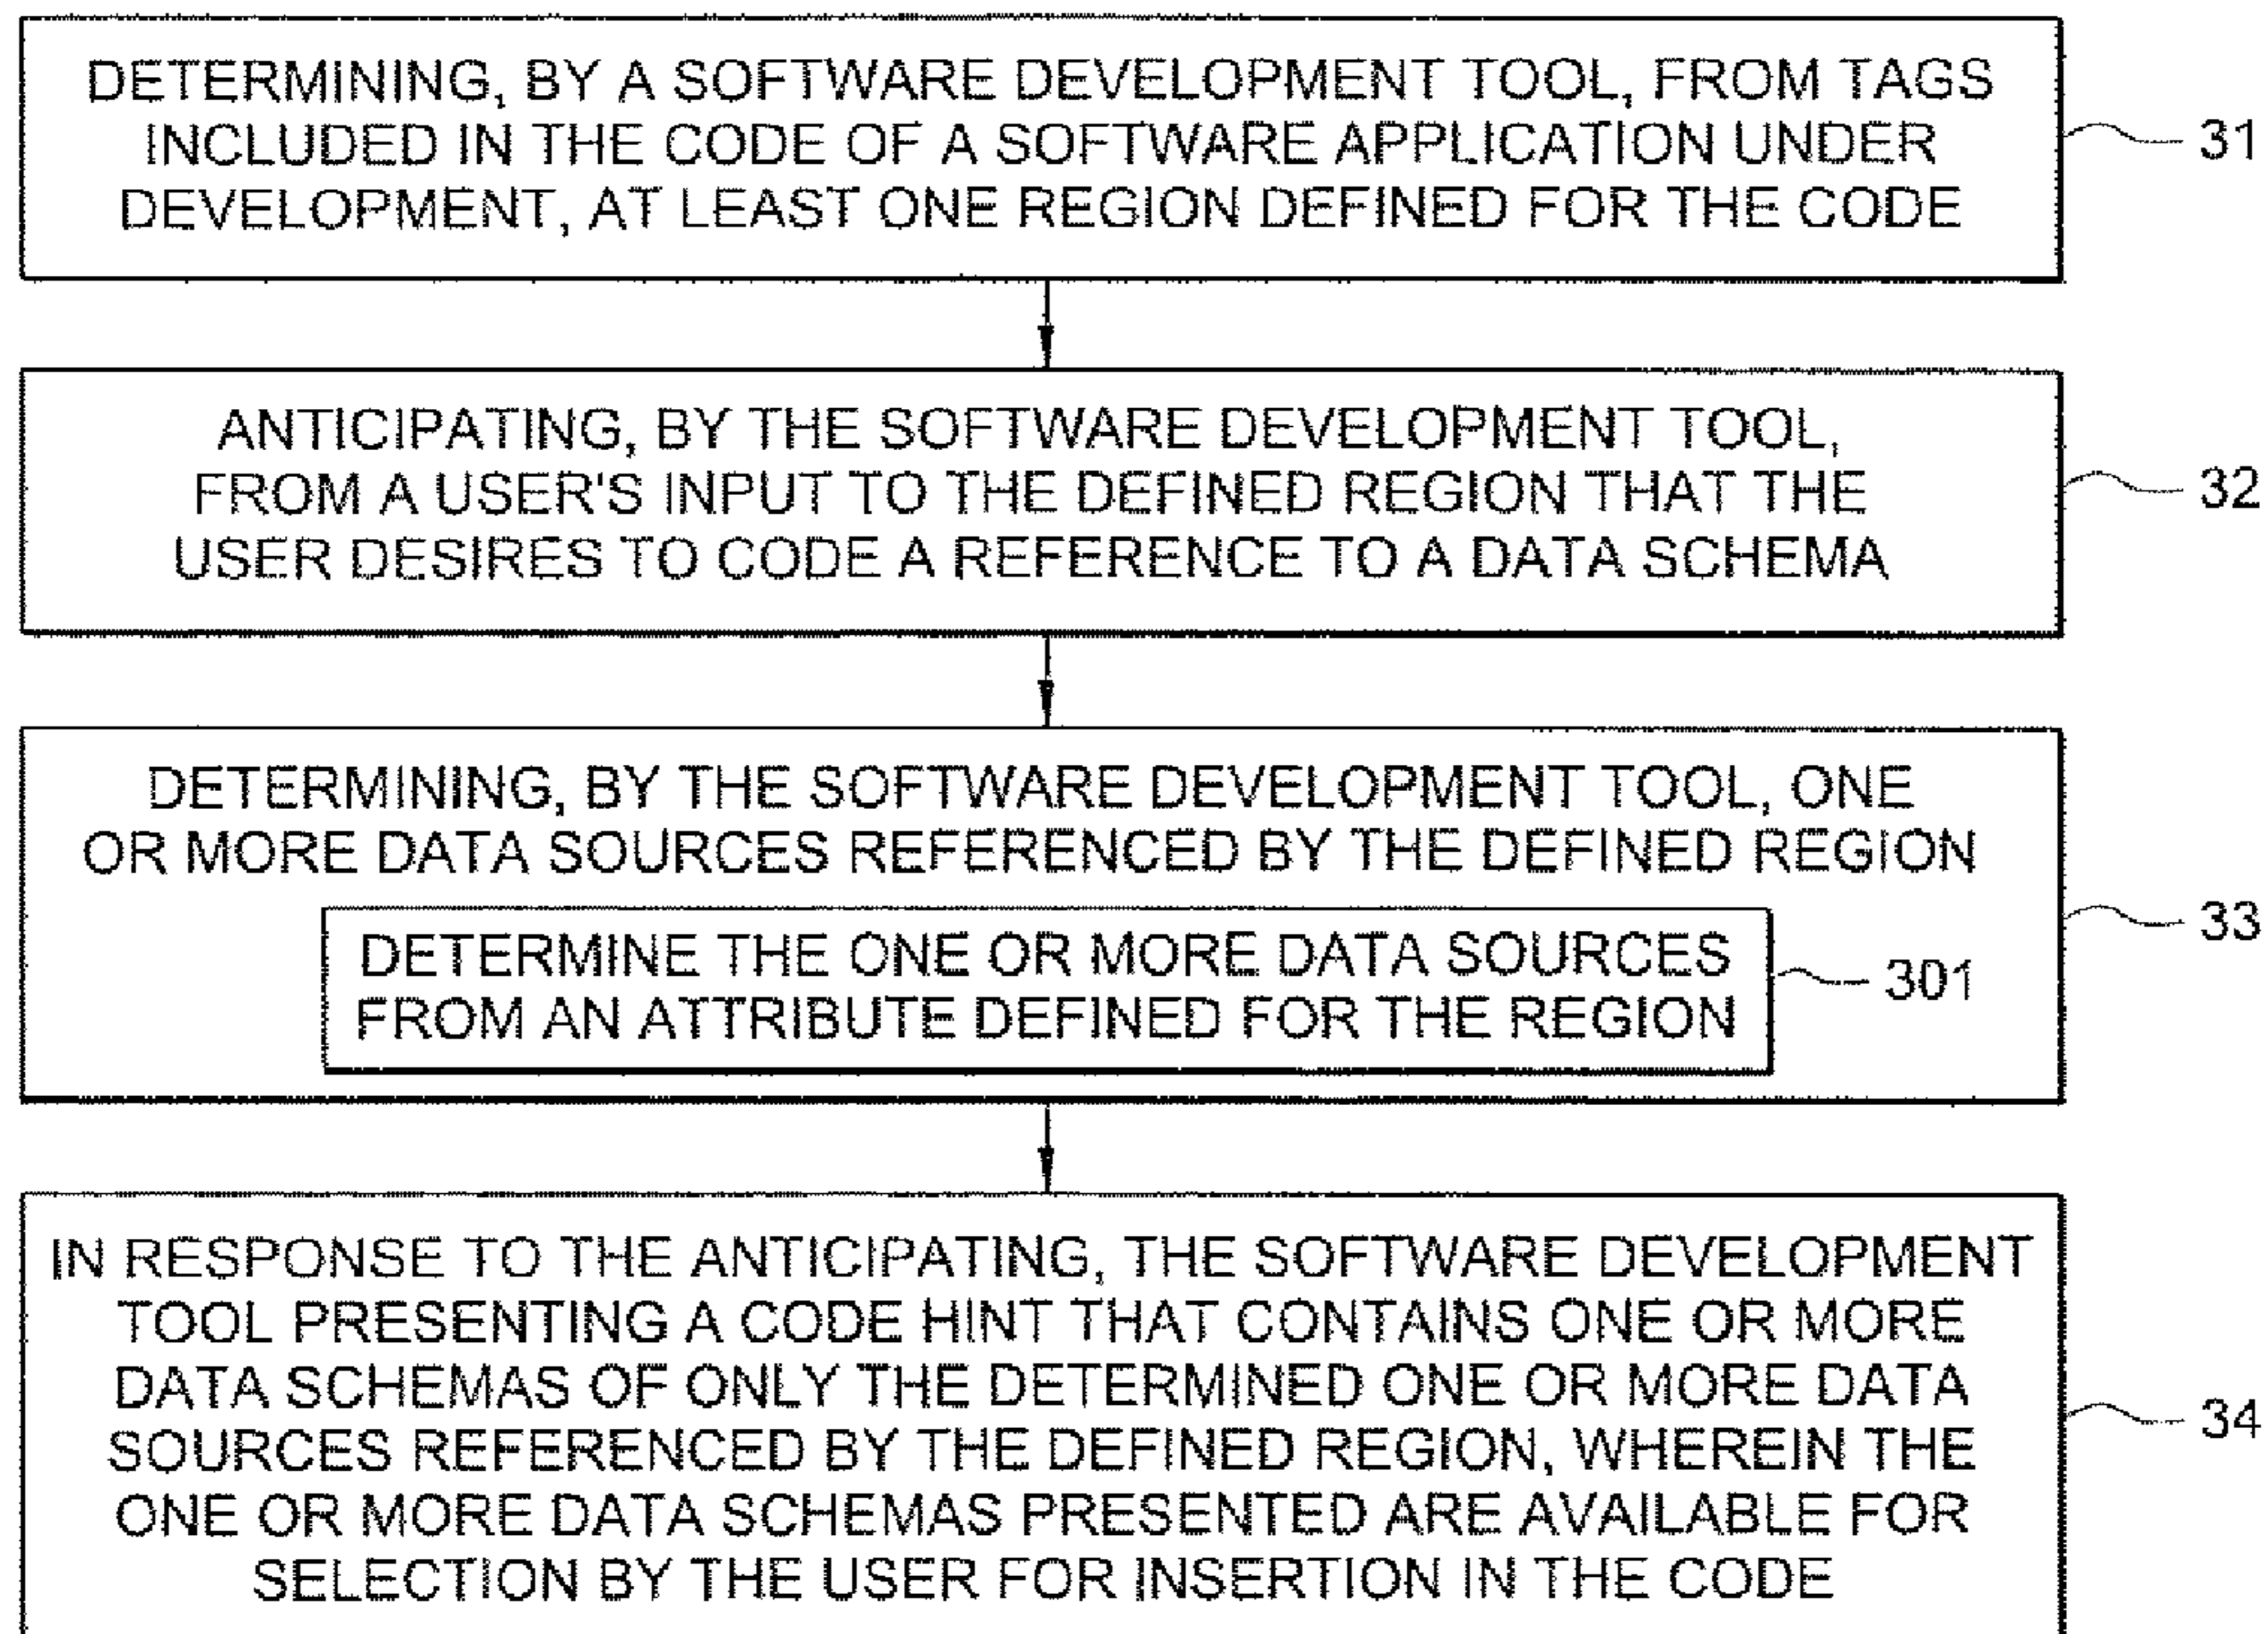 DETERMINING, BY A SOFTWARE DEVELOPMENT TOOL, FROM TAGS
INCLUDED IN THE CODE OF A SOFTWARE APPLICATION UNDER
DEVELOPMENT, AT LEAST ONE REGION DEFINED FOR THE CODE
31
ANTICIPATING, BY THE SOFTWARE DEVELOPMENT TOOL,
FROM A USER'S INPUT TO THE DEFINED REGION THAT THE
USER DESIRES TO CODE A REFERENCE TO A DATA SCHEMA
32
DETERMINING, BY THE SOFTWARE DEVELOPMENT TOOL, ONE
OR MORE DATA SOURCES REFERENCED BY THE DEFINED REGION
33
DETERMINE THE ONE OR MORE DATA SOURCES
FROM AN ATTRIBUTE DEFINED FOR THE REGION
301
IN RESPONSE TO THE ANTICIPATING, THE SOFTWARE DEVELOPMENT
TOOL PRESENTING A CODE HINT THAT CONTAINS ONE OR MORE
DATA SCHEMAS OF ONLY THE DETERMINED ONE OR MORE DATA
SOURCES REFERENCED BY THE DEFINED REGION, WHEREIN THE
ONE OR MORE DATA SCHEMAS PRESENTED ARE AVAILABLE FOR
SELECTION BY THE USER FOR INSERTION IN THE CODE
34